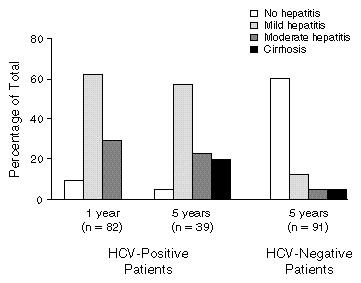 No hepatitis
Mild hepatitis
Moderate hepatitis
Cirrhosis
Percentage of Total
80
60
40
20
0
1 year
(n = 82)
5 years
(n = 39)
5 years
(n = 91)
HCV-Positive
Patients
HCV-Negative
Patients